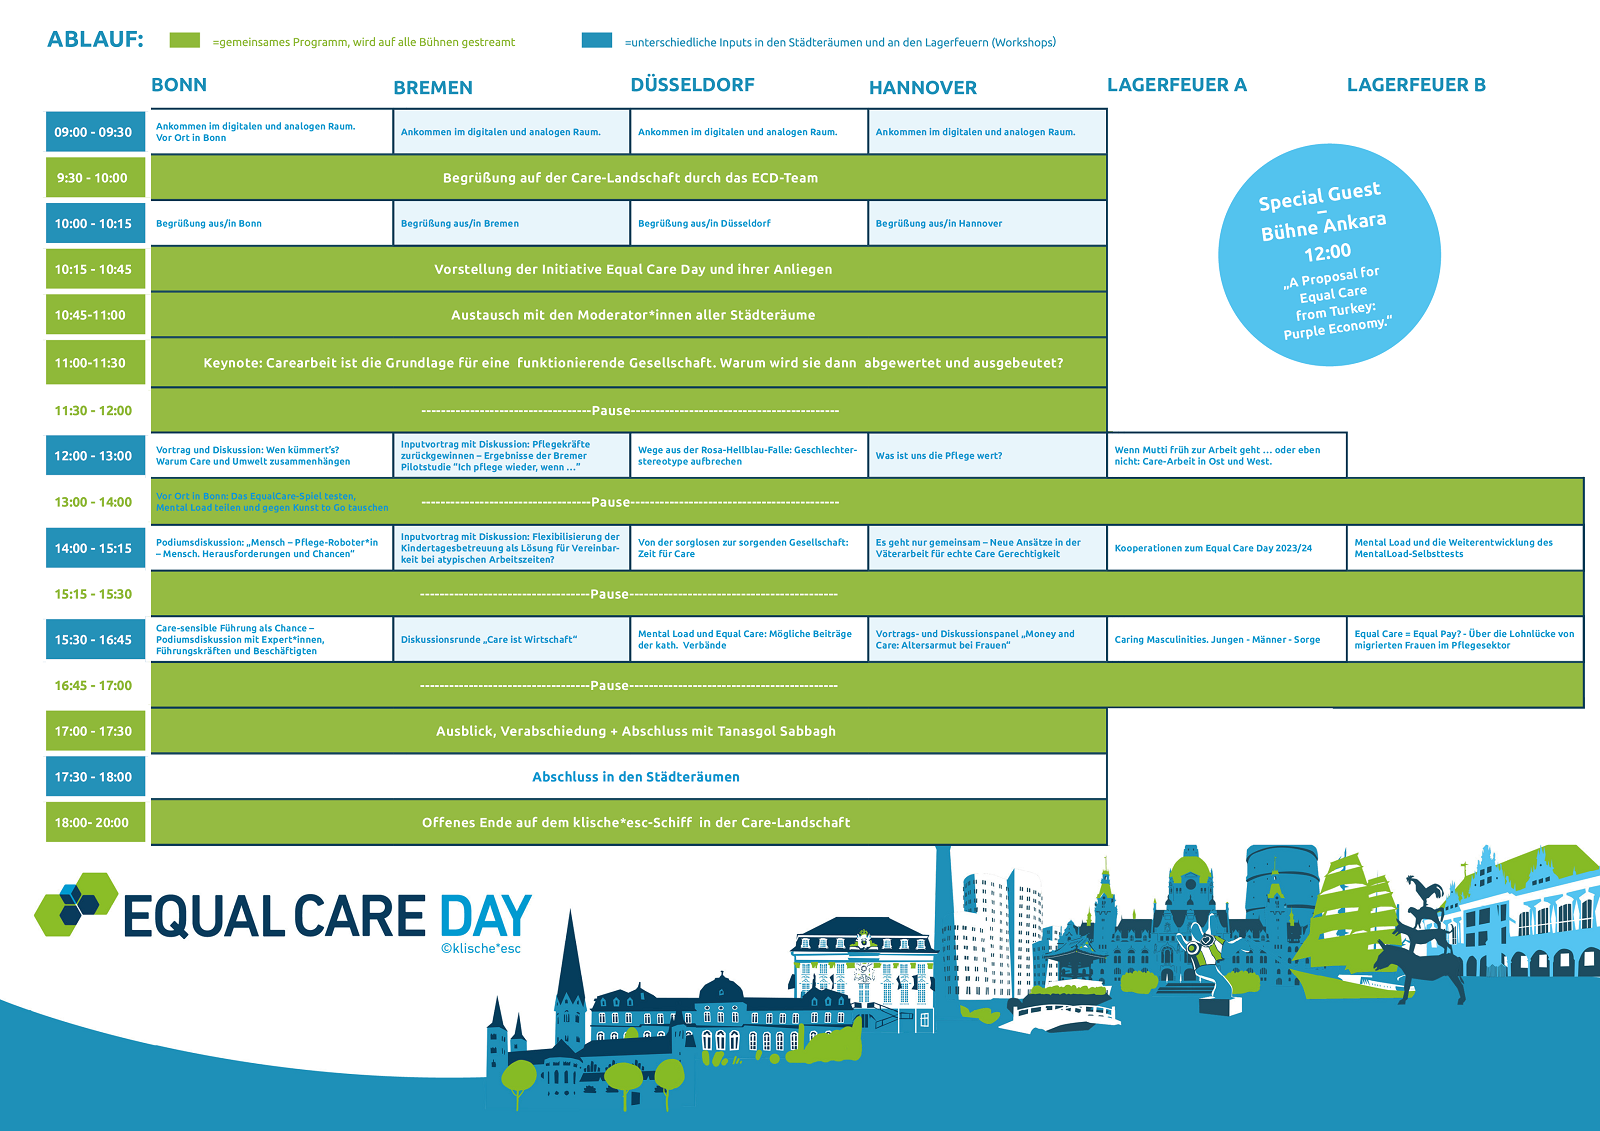 ABLAUF:
=gemeinsames Programm, wird auf alle Bühnen gestreamt
=unterschiedliche Inputs in den Städteräumen und an den Lagerfeuern (Workshops)
BONN
BREMEN
DÜSSELDORF
HANNOVER
LAGERFEUER A
LAGERFEUER B
09:00 - 09:30
Ankommen im digitalen und analogen Raum.
Vor Ort in Bonn
Ankommen im digitalen und analogen Raum.
Ankommen im digitalen und analogen Raum.
Ankommen im digitalen und analogen Raum.
9:30 - 10:00
Begrüßung auf der Care-Landschaft durch das ECD-Team
10:00 - 10:15
Begrüßung aus/in Bonn
Begrüßung aus/in Bremen
Begrüßung aus/in Düsseldorf
Begrüßung aus/in Hannover
Special Guest
–
Bühne Ankara
12:00
„A Proposal for
Equal Care
from Turkey:
Purple Economy.“
10:15 - 10:45
Vorstellung der Initiative Equal Care Day und ihrer Anliegen
10:45-11:00
Austausch mit den Moderator*innen aller Städteräume
11:00-11:30
Keynote: Carearbeit ist die Grundlage für eine funktionierende Gesellschaft. Warum wird sie dann abgewertet und ausgebeutet?
11:30 - 12:00
-----------------------------------Pause-------------------------------------------
12:00 - 13:00
Vortrag und Diskussion: Wen kümmert’s?
Warum Care und Umwelt zusammenhängen
Inputvortrag mit Diskussion: Pflegekräfte
zurückgewinnen – Ergebnisse der Bremer
Pilotstudie “Ich pflege wieder, wenn …”
Wege aus der Rosa-Hellblau-Falle: Geschlechter-
stereotype aufbrechen
Was ist uns die Pflege wert?
Wenn Mutti früh zur Arbeit geht … oder eben
nicht: Care-Arbeit in Ost und West.
13:00 - 14:00
Vor Ort in Bonn: Das EqualCare-Spiel testen,
Mental Load teilen und gegen Kunst to Go tauschen
-----------------------------------Pause-------------------------------------------
14:00 - 15:15
Podiumsdiskussion: „Mensch – Pflege-Roboter*in
– Mensch. Herausforderungen und Chancen“
Inputvortrag mit Diskussion: Flexibilisierung der
Kindertagesbetreuung als Lösung für Vereinbar-
keit bei atypischen Arbeitszeiten?
Von der sorglosen zur sorgenden Gesellschaft:
Zeit für Care
Es geht nur gemeinsam – Neue Ansätze in der
Väterarbeit für echte Care Gerechtigkeit
Kooperationen zum Equal Care Day 2023/24
Mental Load und die Weiterentwicklung des
MentalLoad-Selbsttests
15:15 - 15:30
-----------------------------------Pause-------------------------------------------
15:30 - 16:45
Care-sensible Führung als Chance –
Podiumsdiskussion mit Expert*innen,
Führungskräften und Beschäftigten
Diskussionsrunde „Care ist Wirtschaft“
Mental Load und Equal Care: Mögliche Beiträge
der kath. Verbände
Vortrags- und Diskussionspanel „Money and
Care: Altersarmut bei Frauen“
Caring Masculinities. Jungen - Männer - Sorge
Equal Care = Equal Pay? - Über die Lohnlücke von
migrierten Frauen im Pflegesektor
16:45 - 17:00
-----------------------------------Pause-------------------------------------------
17:00 - 17:30
Ausblick, Verabschiedung + Abschluss mit Tanasgol Sabbagh
17:30 - 18:00
Abschluss in den Städteräumen
18:00- 20:00
Offenes Ende auf dem klische*esc-Schiff in der Care-Landschaft
EQUAL CARE DAY
©klische*esc